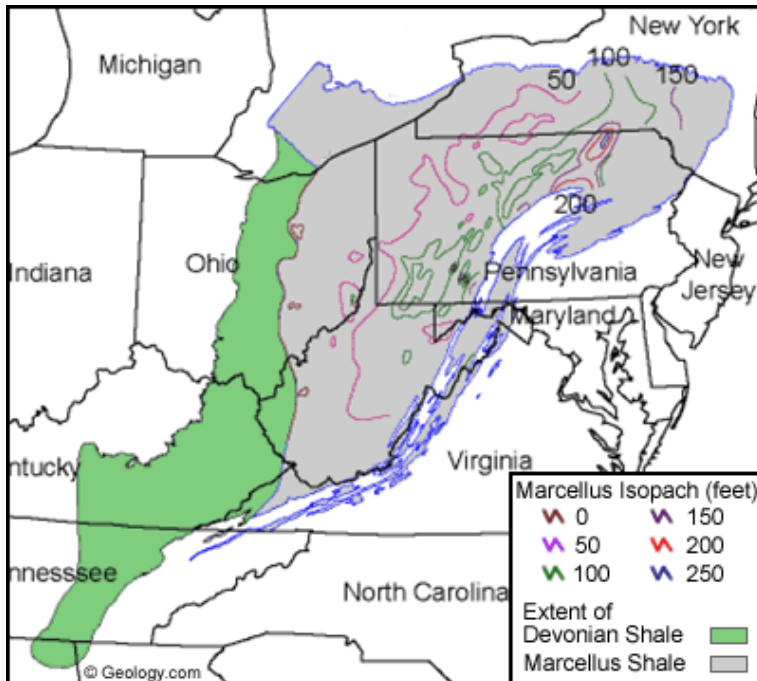 New York
Michigan
50
100
150
200
Ohio
Indiana
Pennsylvania
New
Jersey
Maryland
Virginia
ntucky
nnesssee
North Carolina
© Geology.com
Marcellus Isopach (feet)
0 150
50 200
100 250
Extent of
Devonian Shale
Marcellus Shale